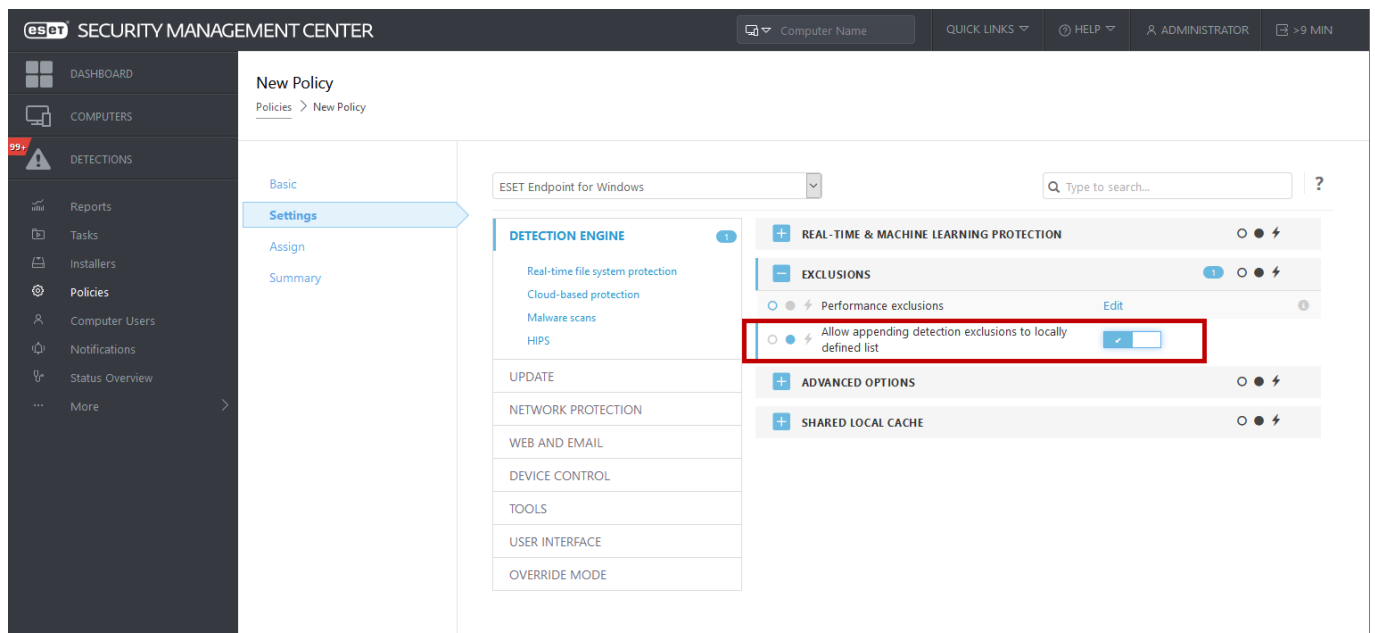 eset SECURITY MANAGEMENT CENTER
Computer Name
QUICK LINKS
HELP
ADMINISTRATOR
>9 MIN
DASHBOARD
COMPUTERS
99+
DETECTIONS
Reports
Tasks
Installers
Policies
Computer Users
Notifications
Status Overview
More
New Policy
Policies > New Policy
Basic
Settings
Assign
Summary
ESET Endpoint for Windows
Type to search...
?
DETECTION ENGINE 1
Real-time file system protection
Cloud-based protection
Malware scans
HIPS
UPDATE
NETWORK PROTECTION
WEB AND EMAIL
DEVICE CONTROL
TOOLS
USER INTERFACE
OVERRIDE MODE
REAL-TIME & MACHINE LEARNING PROTECTION
EXCLUSIONS 1
Performance exclusions Edit
Allow appending detection exclusions to locally
defined list
ADVANCED OPTIONS
SHARED LOCAL CACHE